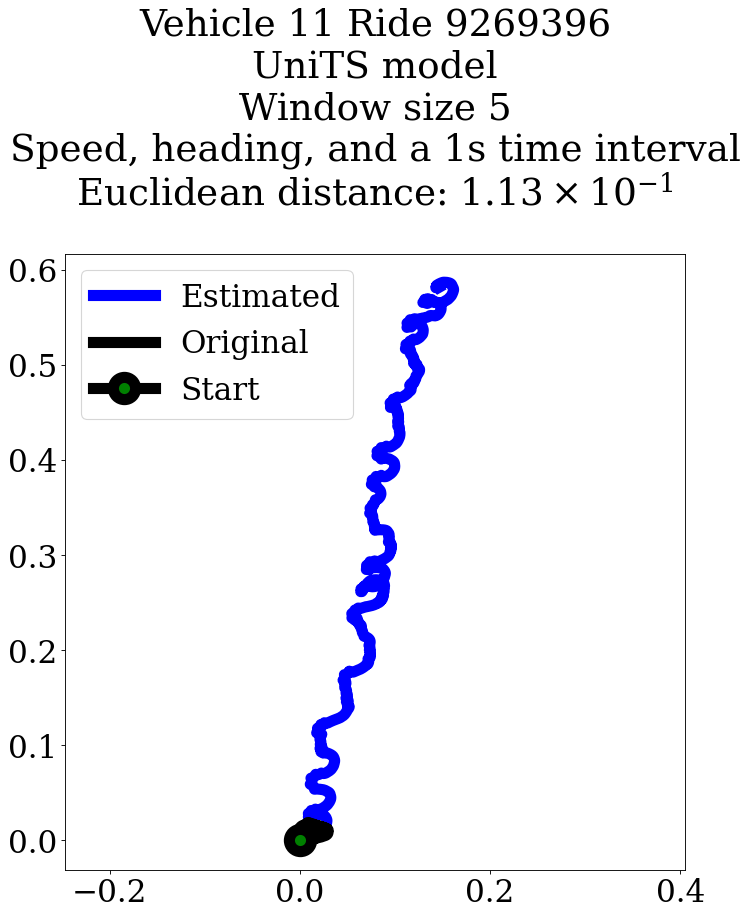 Vehicle 11 Ride 9269396
UniTS model
Window size 5
Speed, heading, and a 1s time interval
Euclidean distance: 1.13 × 10⁻¹
0.6
0.5
0.4
0.3
0.2
0.1
0.0
Estimated
Original
Start
−0.2 0.0 0.2 0.4